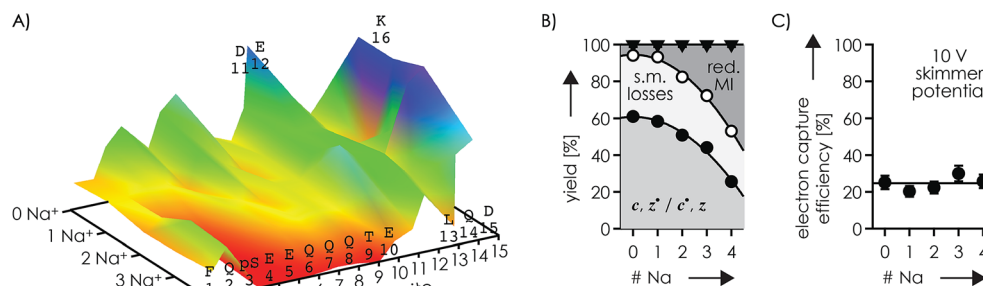 A)
K
16
D E
11 12
0 Na⁺
1 Na⁺
2 Na⁺
3 Na⁺
F Q pS E E Q Q Q T E
1 2 3 4 5 6 7 8 9 10
10 11 12 13 14 15
L Q D
13 14 15
B)
100
80
60
40
20
0
yield [%]
s.m.
losses
red.
MI
c, z• / c•, z
0 1 2 3 4
# Na
C)
100
80
60
40
20
0
electron capture
efficiency [%]
10 V
skimmer
potentia
0 1 2 3 4
# Na